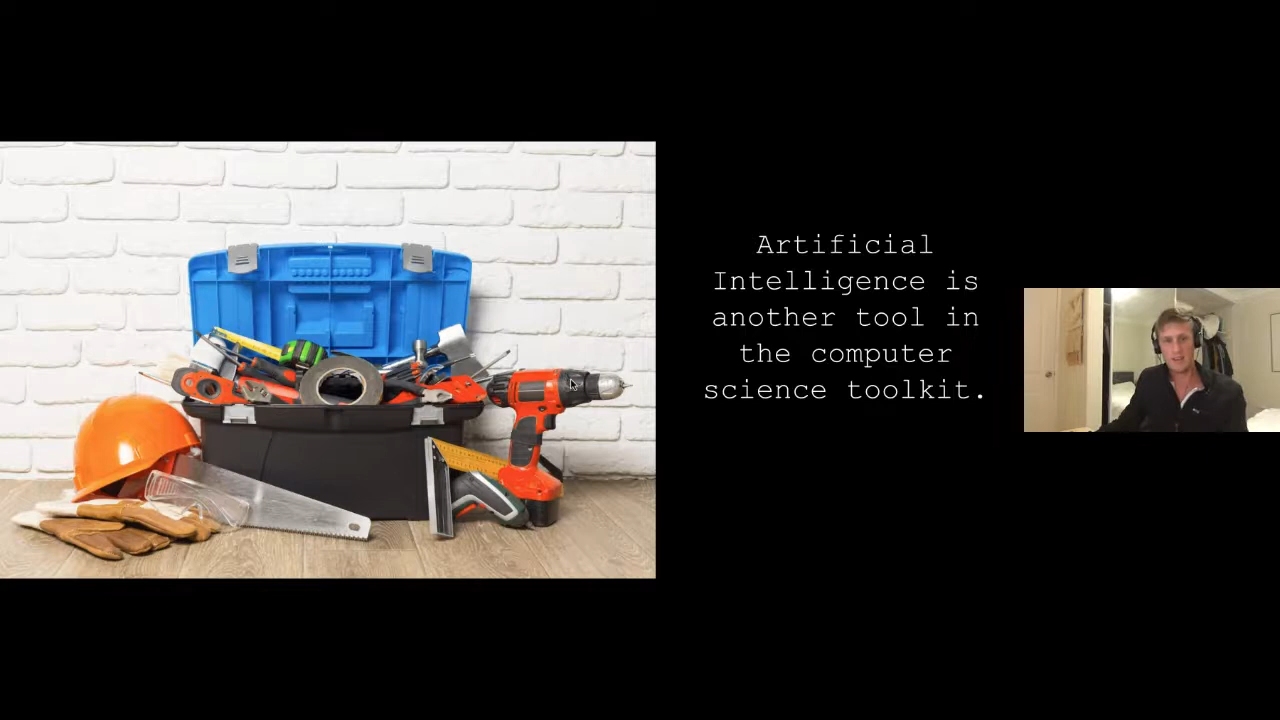 Artificial
Intelligence is
another tool in
the computer
science toolkit.